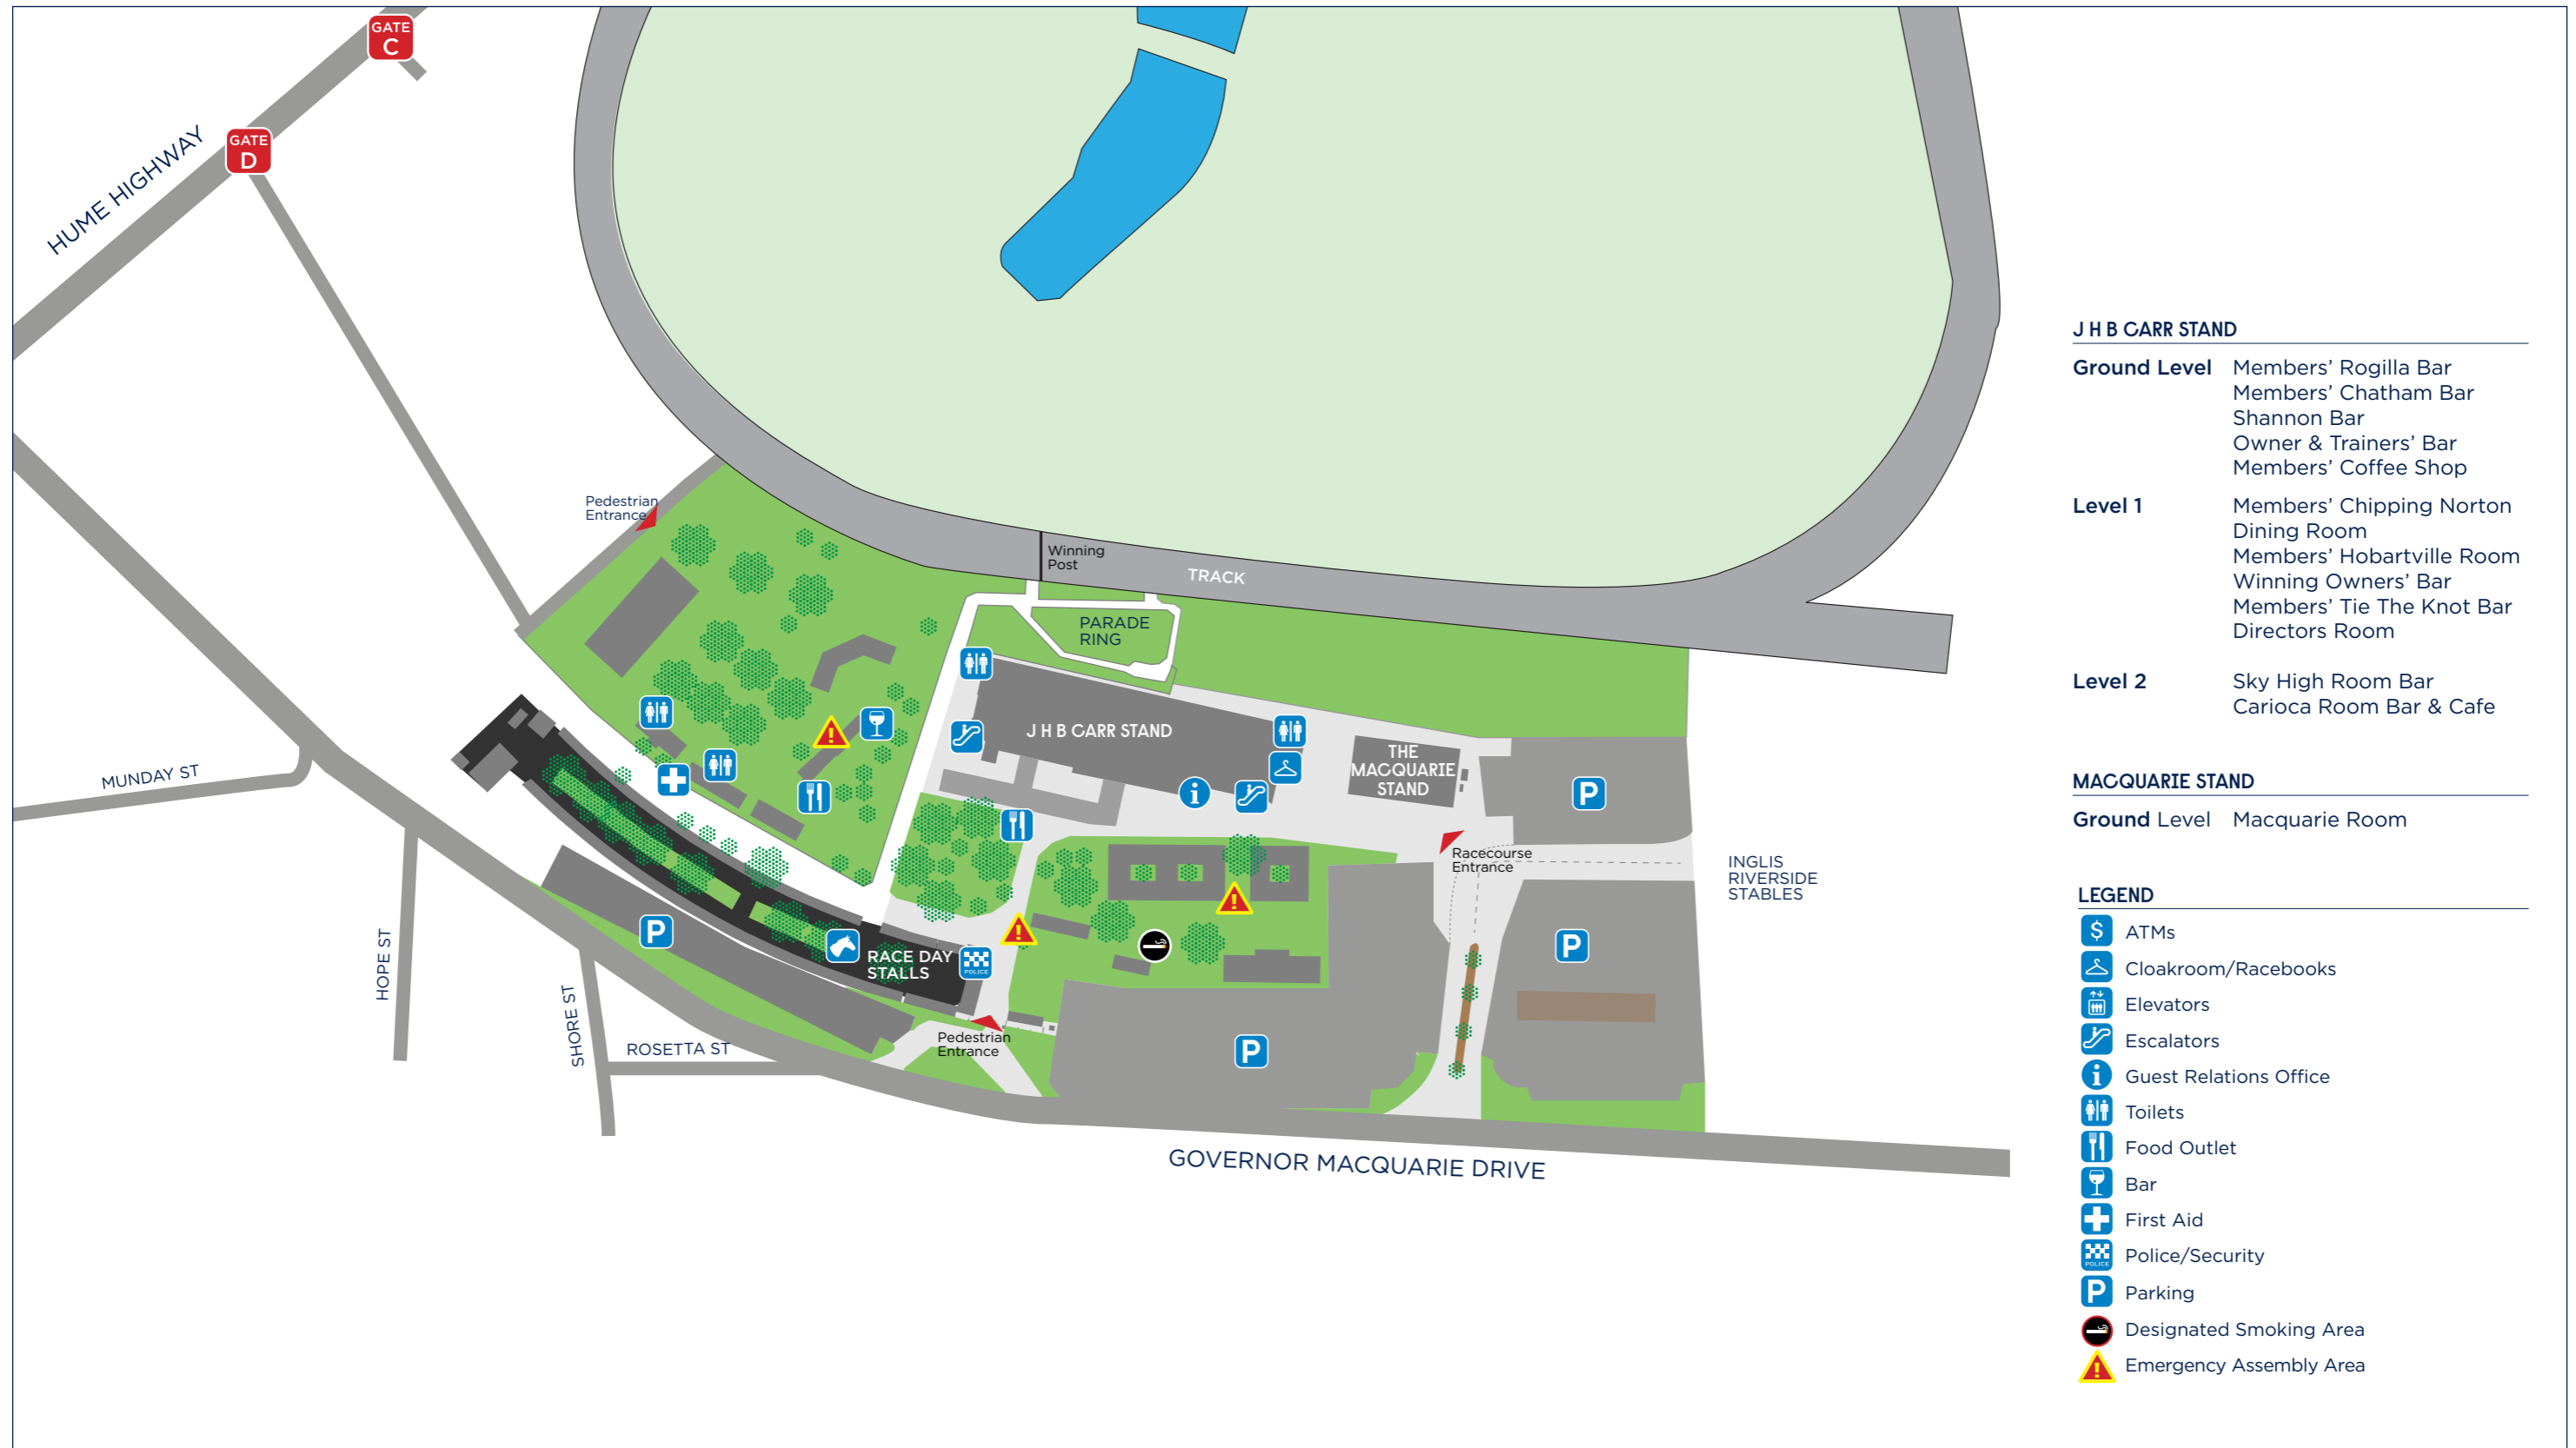 GATE
C
GATE
D
HUME HIGHWAY
Pedestrian
Entrance
Winning
Post
TRACK
PARADE
RING
J H B CARR STAND
THE
MACQUARIE
STAND
P
i
MUNDAY ST
Racecourse
Entrance
INGLIS
RIVERSIDE
STABLES
HOPE ST
P
RACE DAY
STALLS
POLICE
P
SHORE ST
ROSETTA ST
Pedestrian
Entrance
P
GOVERNOR MACQUARIE DRIVE
J H B CARR STAND
Ground Level Members’ Rogilla Bar
Members’ Chatham Bar
Shannon Bar
Owner & Trainers’ Bar
Members’ Coffee Shop
Level 1 Members’ Chipping Norton
Dining Room
Members’ Hobartville Room
Winning Owners’ Bar
Members’ Tie The Knot Bar
Directors Room
Level 2 Sky High Room Bar
Carioca Room Bar & Cafe
MACQUARIE STAND
Ground Level Macquarie Room
LEGEND
$ ATMs
Cloakroom/Racebooks
Elevators
Escalators
i Guest Relations Office
Toilets
Food Outlet
Bar
First Aid
POLICE Police/Security
P Parking
Designated Smoking Area
! Emergency Assembly Area